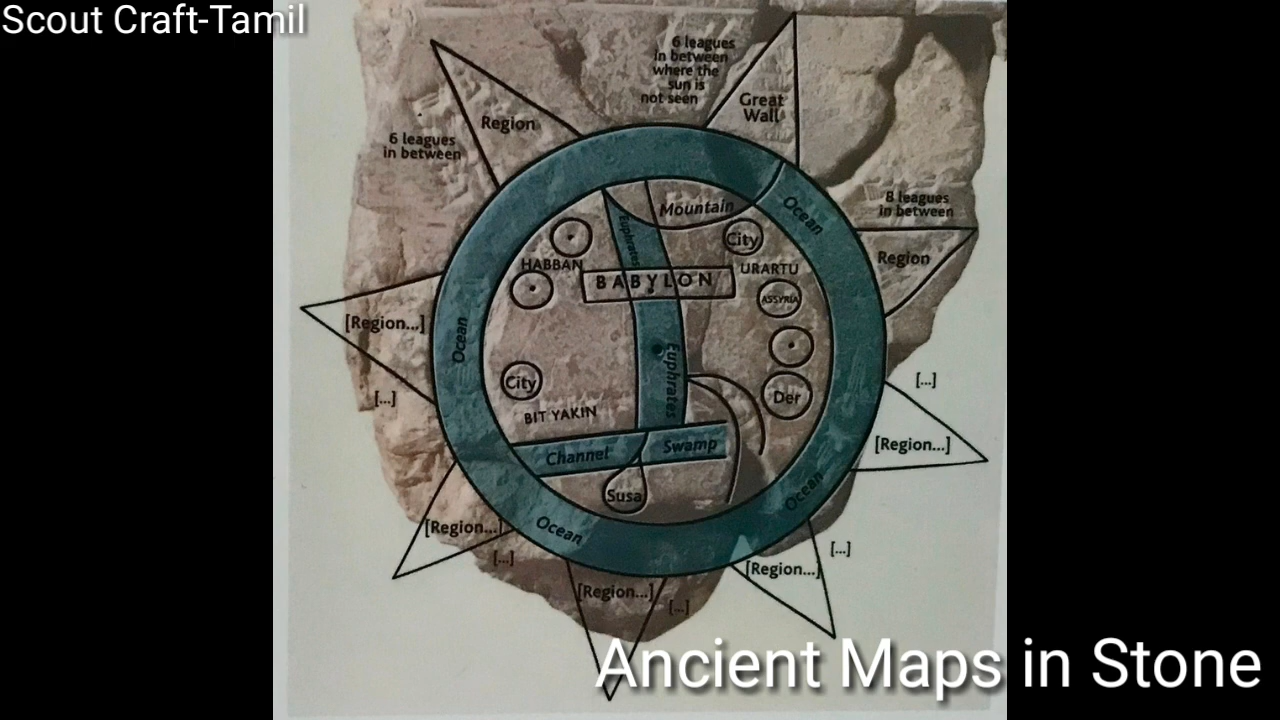 Scout Craft-Tamil
6 leagues
in between
where the
sun is
not seen
Great
Wall
Region
6 leagues
in between
8 leagues
in between
Region
Ocean
Mountain
City
Euphrates
HABBAN
BABYLON
URARTU
ASSYRIA
[Region...]
Ocean
[...]
City
BIT YAKIN
Euphrates
Der
[...]
[Region...]
Channel
Swamp
Susa
Ocean
Ocean
[Region...]
[...]
[Region...]
[...]
[Region...]
[...]
Ancient Maps in Stone